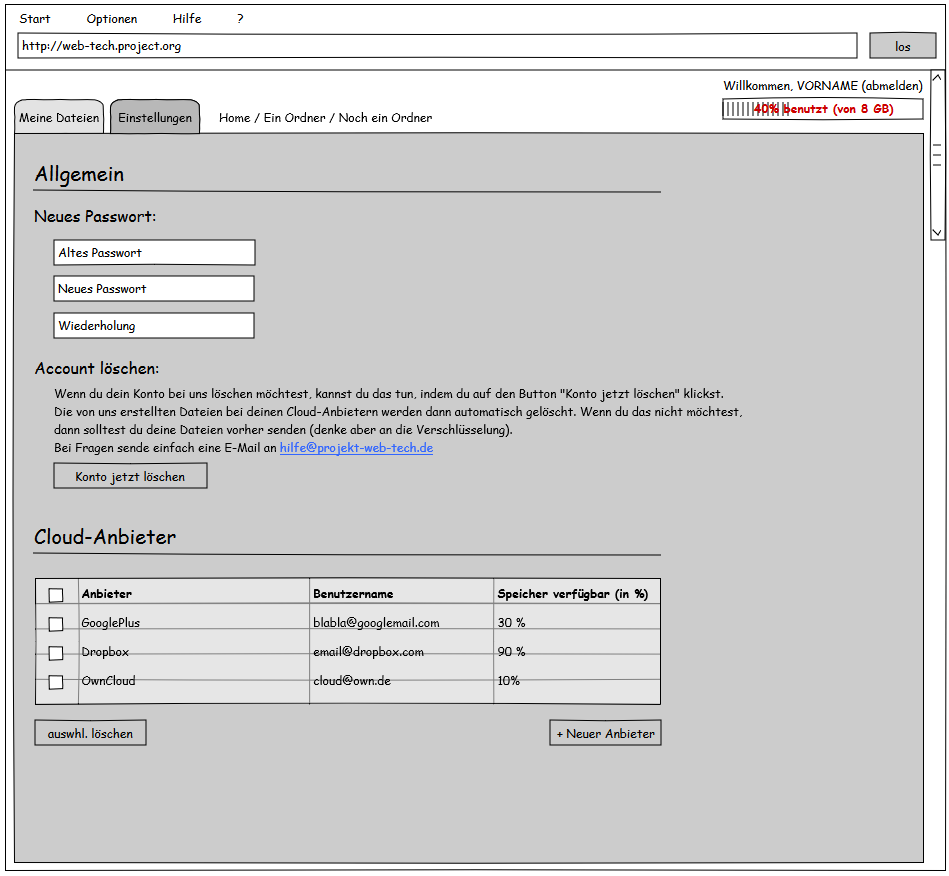 Start Optionen Hilfe ?
http://web-tech.project.org los
Willkommen, VORNAME (abmelden)
40% benutzt (von 8 GB)
Meine Dateien Einstellungen Home / Ein Ordner / Noch ein Ordner
Allgemein
Neues Passwort:
Altes Passwort
Neues Passwort
Wiederholung
Account löschen:
Wenn du dein Konto bei uns löschen möchtest, kannst du das tun, indem du auf den Button "Konto jetzt löschen" klickst.
Die von uns erstellten Dateien bei deinen Cloud-Anbietern werden dann automatisch gelöscht. Wenn du das nicht möchtest,
dann solltest du deine Dateien vorher senden (denke aber an die Verschlüsselung).
Bei Fragen sende einfach eine E-Mail an hilfe@projekt-web-tech.de
Konto jetzt löschen
Cloud-Anbieter
Anbieter Benutzername Speicher verfügbar (in %)
GooglePlus blabla@googlemail.com 30 %
Dropbox email@dropbox.com 90 %
OwnCloud cloud@own.de 10%
auswhl. löschen + Neuer Anbieter